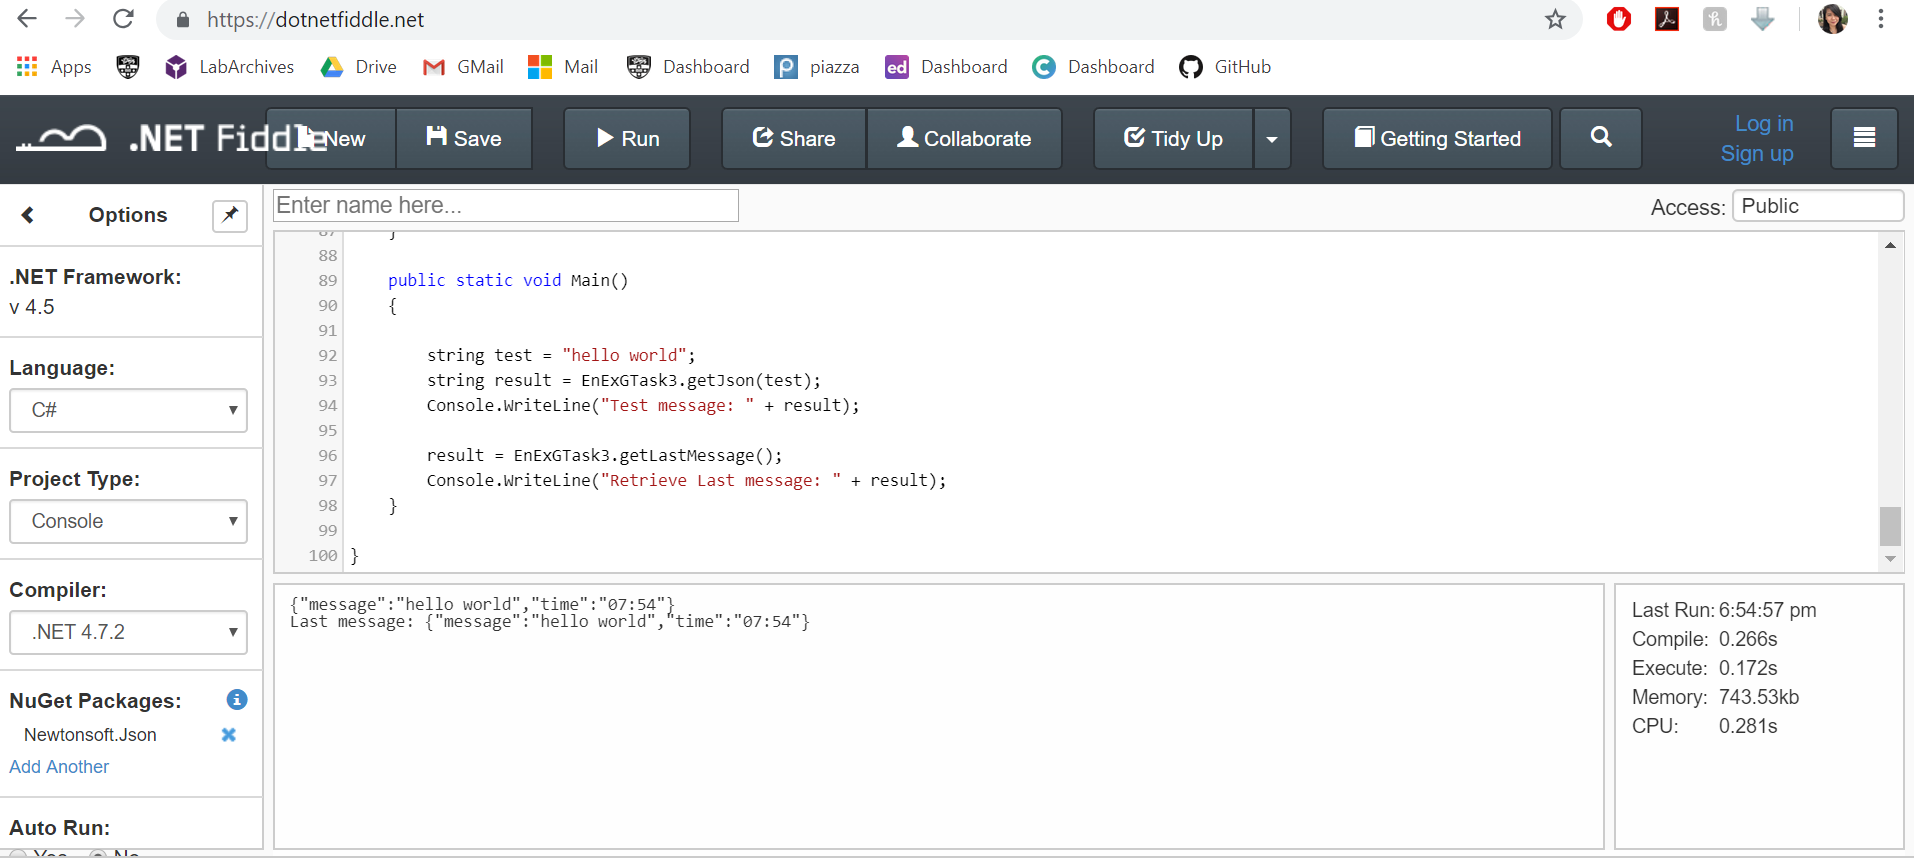 https://dotnetfiddle.net
Apps LabArchives Drive GMail Mail Dashboard piazza ed Dashboard Dashboard GitHub
.NET Fiddle New Save Run Share Collaborate Tidy Up Getting Started Log in
Sign up
Options
Enter name here...
Access: Public
.NET Framework:
v 4.5
Language:
C#
Project Type:
Console
Compiler:
.NET 4.7.2
NuGet Packages:
Newtonsoft.Json
Add Another
Auto Run:
Yes No
87 }
88
89 public static void Main()
90 {
91
92 string test = "hello world";
93 string result = EnExGTask3.getJson(test);
94 Console.WriteLine("Test message: " + result);
95
96 result = EnExGTask3.getLastMessage();
97 Console.WriteLine("Retrieve Last message: " + result);
98 }
99
100 }
{"message":"hello world","time":"07:54"}
Last message: {"message":"hello world","time":"07:54"}
Last Run: 6:54:57 pm
Compile: 0.266s
Execute: 0.172s
Memory: 743.53kb
CPU: 0.281s